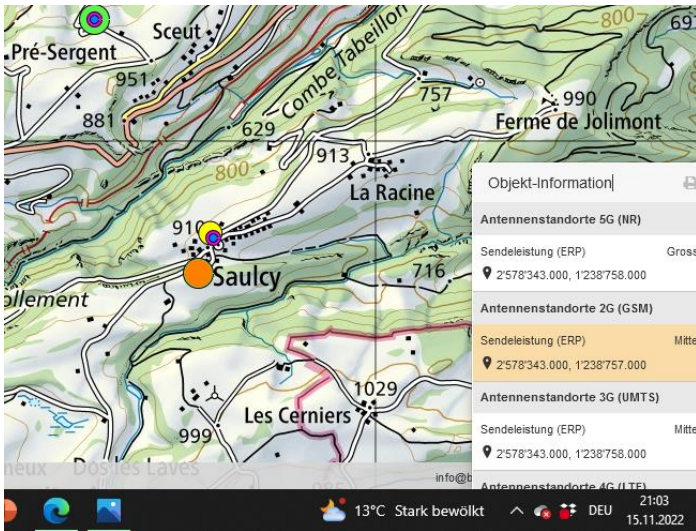 800
69
Sceut
Pré-Sergent
951
Combe Tabeillon
881
757
990
629
Ferme de Jolimont
913
800
La Racine
910
Saulcy
716
ollement
1029
Les Cerniers
999
Dos les Laves
info@b
Objekt-Information
Antennenstandorte 5G (NR)
Sendeleistung (ERP) Gross
2'578'343.000, 1'238'758.000
Antennenstandorte 2G (GSM)
Sendeleistung (ERP) Mitte
2'578'343.000, 1'238'757.000
Antennenstandorte 3G (UMTS)
Sendeleistung (ERP) Mitte
2'578'343.000, 1'238'758.000
Antennenstandorte 4G (LTE)
13°C Stark bewölkt
DEU
21:03
15.11.2022